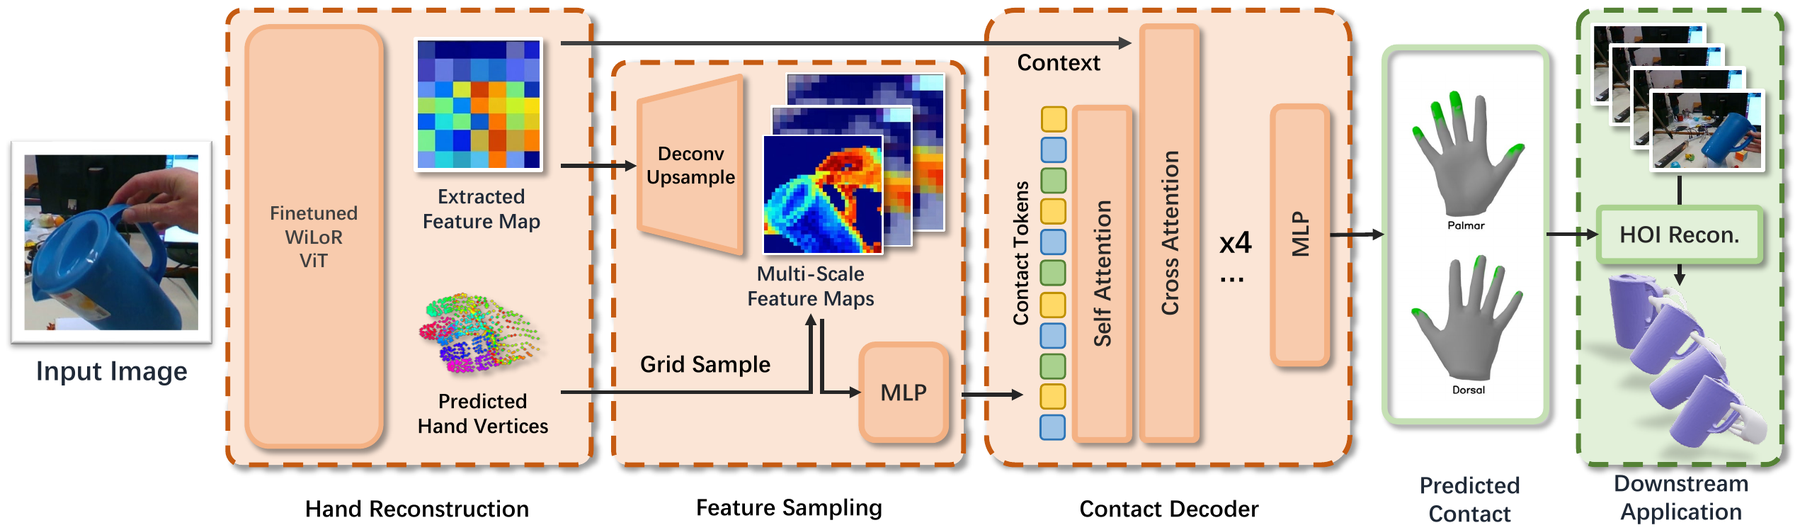 Input Image
Finetuned
WiLoR
ViT
Extracted
Feature Map
Predicted
Hand Vertices
Hand Reconstruction
Deconv
Upsample
Multi-Scale
Feature Maps
Grid Sample
MLP
Feature Sampling
Context
Contact Tokens
Self Attention
Cross Attention
x4
...
MLP
Contact Decoder
Palmar
Dorsal
Predicted
Contact
HOI Recon.
Downstream
Application